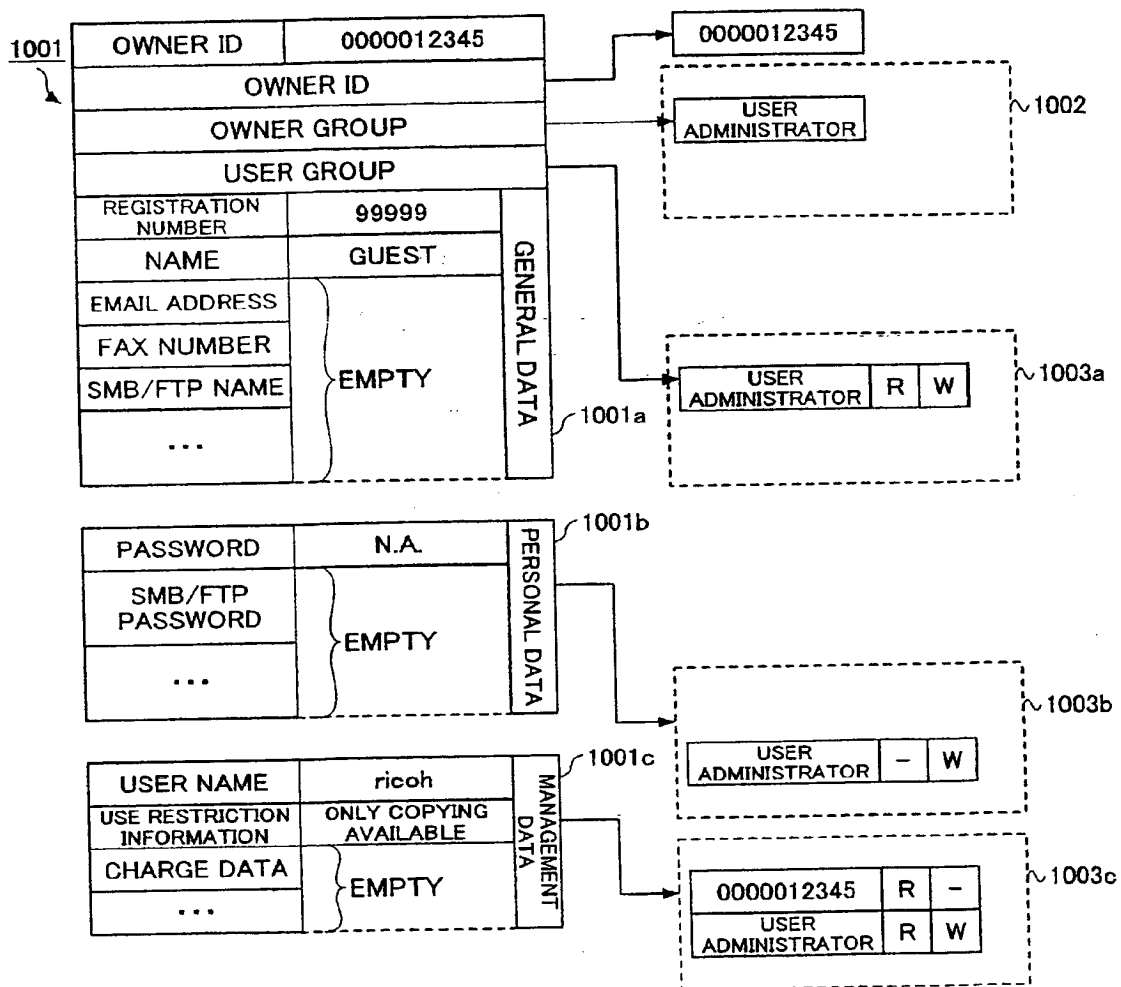 1001
OWNER ID
0000012345
0000012345
OWNER ID
OWNER GROUP
USER
ADMINISTRATOR
1002
USER GROUP
REGISTRATION
NUMBER
99999
NAME
GUEST
EMAIL ADDRESS
FAX NUMBER
SMB/FTP NAME
...
EMPTY
GENERAL DATA
1001a
USER
ADMINISTRATOR
R
W
1003a
PASSWORD
N.A.
SMB/FTP
PASSWORD
...
EMPTY
PERSONAL DATA
1001b
USER
ADMINISTRATOR
-
W
1003b
USER NAME
ricoh
USE RESTRICTION
INFORMATION
ONLY COPYING
AVAILABLE
CHARGE DATA
...
EMPTY
MANAGEMENT
DATA
1001c
0000012345
R
-
USER
ADMINISTRATOR
R
W
1003c